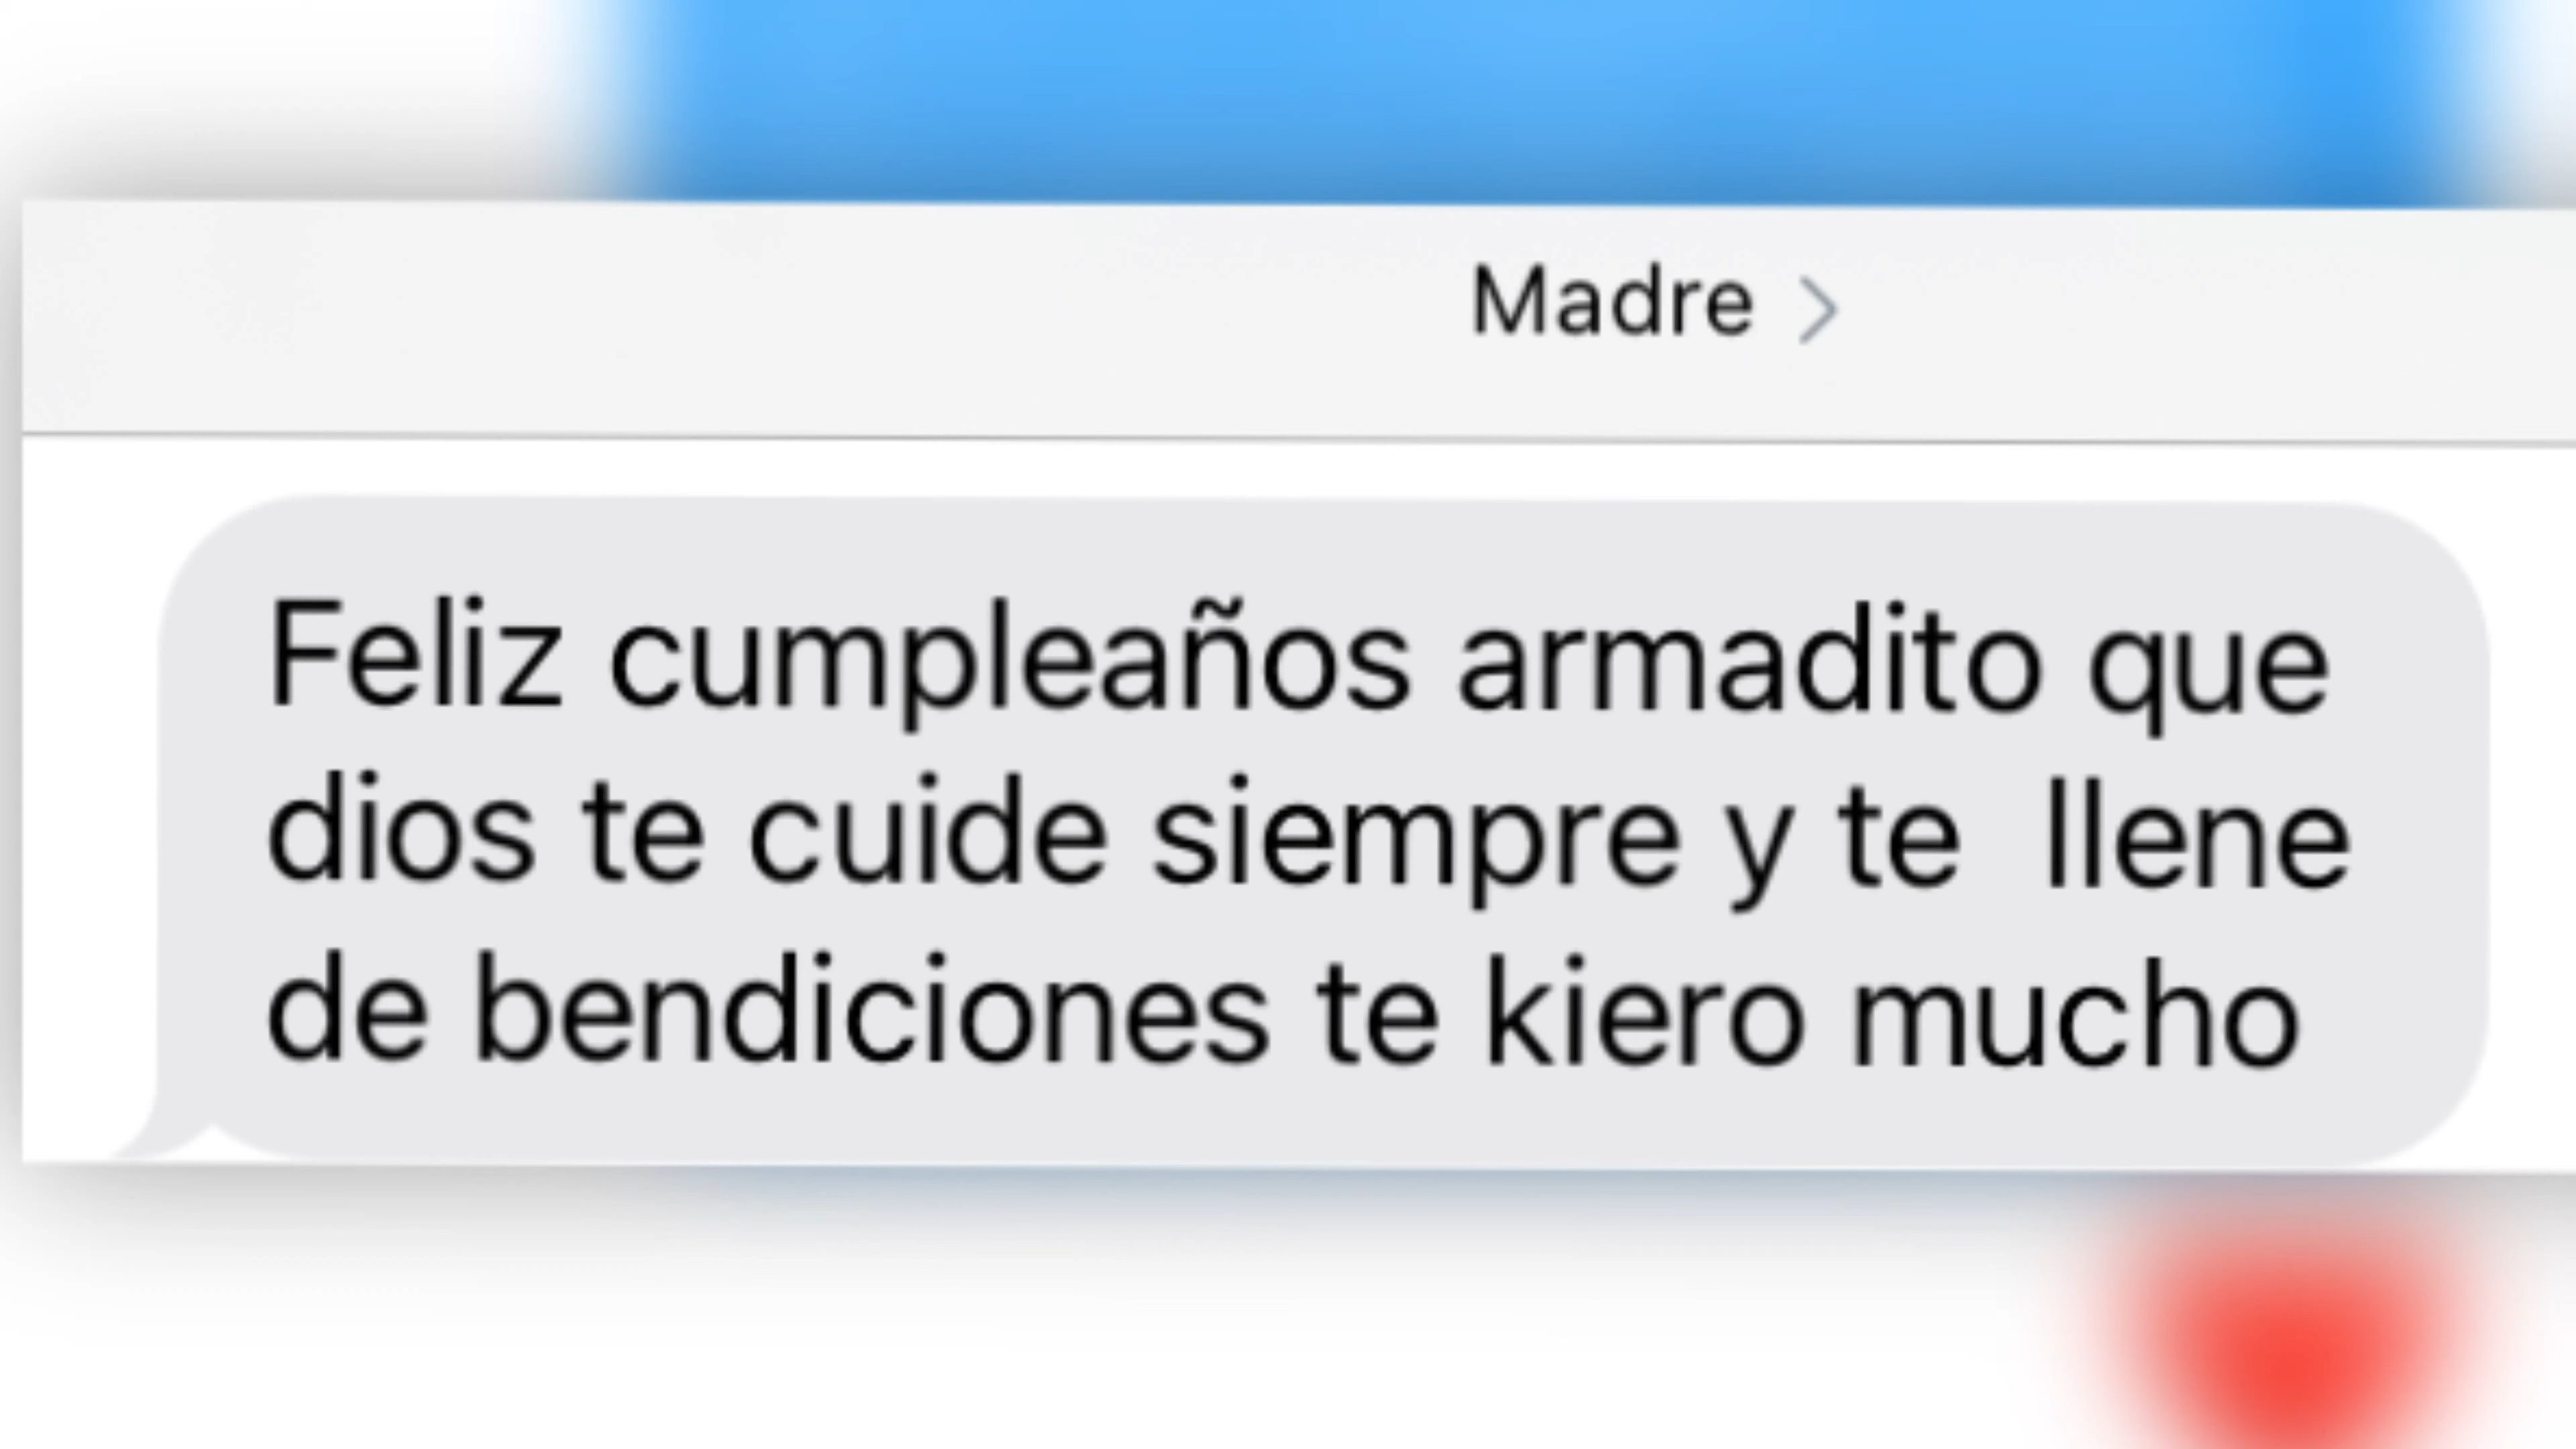 Madre
Feliz cumpleaños armadito que
dios te cuide siempre y te  llene
de bendiciones te kiero mucho